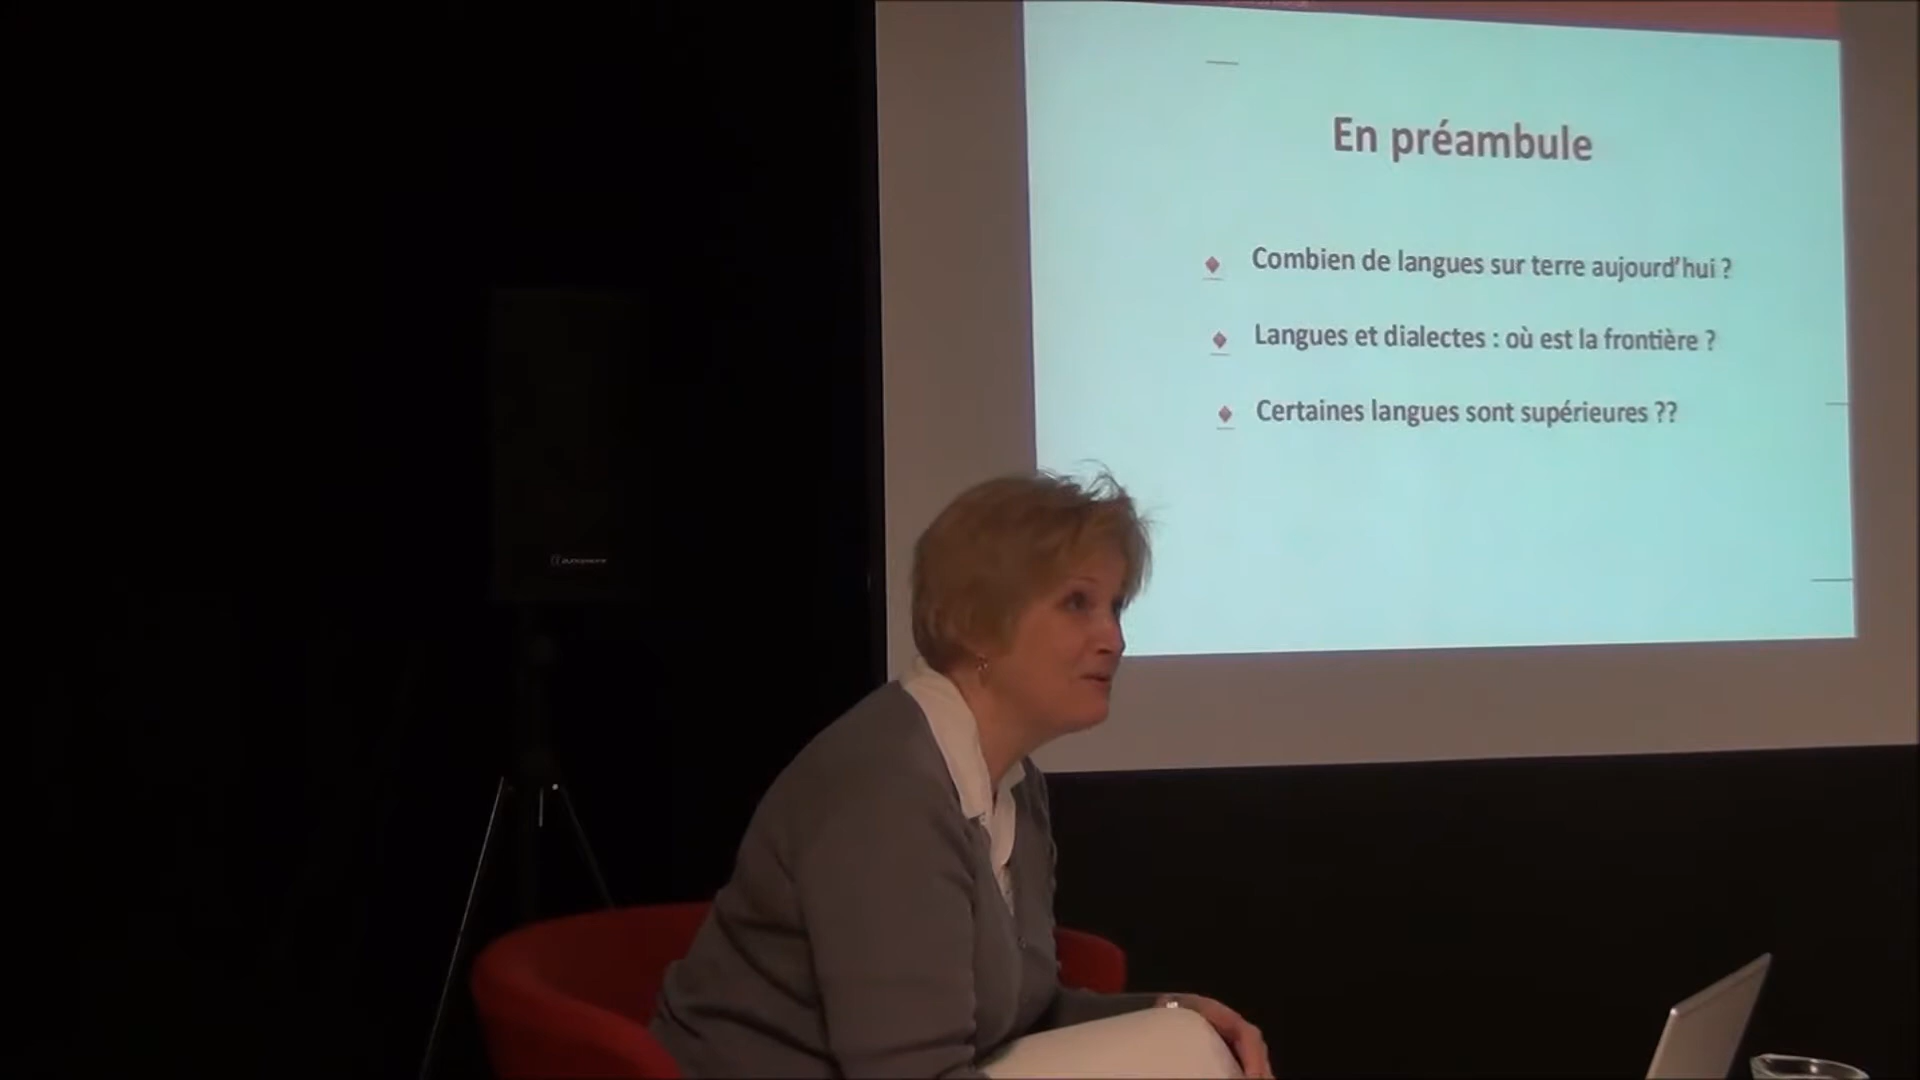 En préambule
Combien de langues sur terre aujourd'hui ?
Langues et dialectes : où est la frontière ?
Certaines langues sont supérieures ??